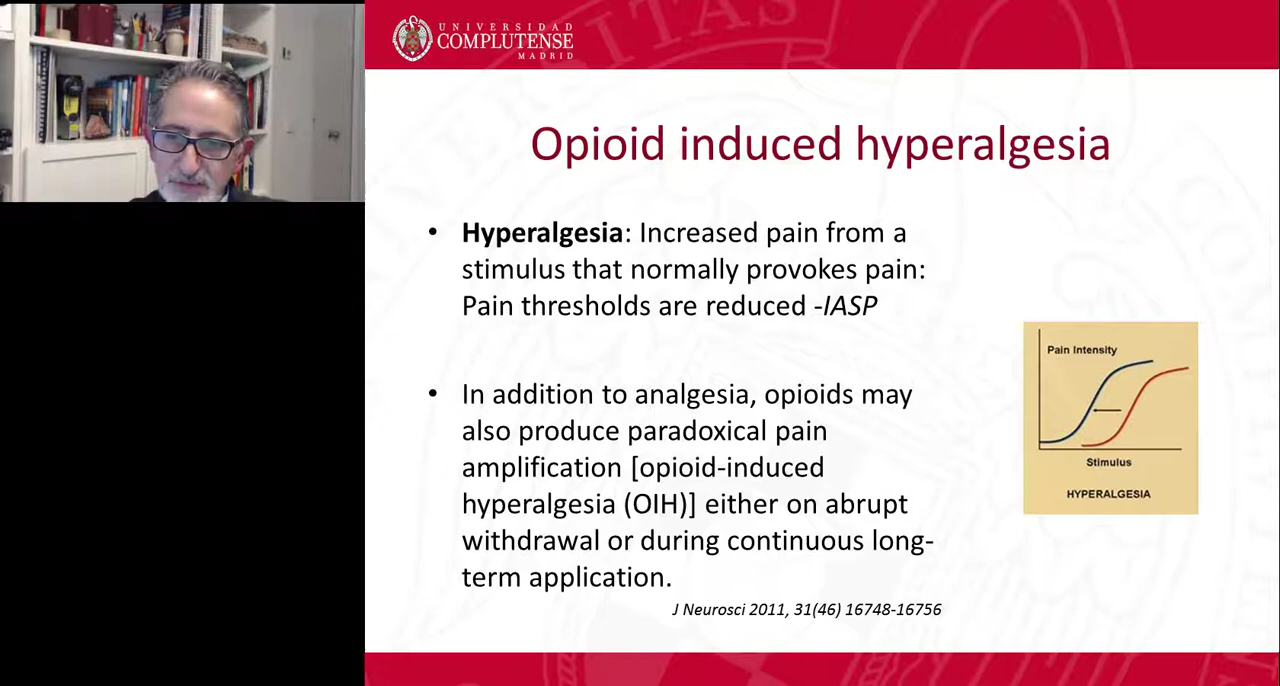 UNIVERSIDAD
COMPLUTENSE
MADRID
Opioid induced hyperalgesia
• Hyperalgesia: Increased pain from a
stimulus that normally provokes pain:
Pain thresholds are reduced -IASP
• In addition to analgesia, opioids may
also produce paradoxical pain
amplification [opioid-induced
hyperalgesia (OIH)] either on abrupt
withdrawal or during continuous long-
term application.
J Neurosci 2011, 31(46) 16748-16756
Pain Intensity
Stimulus
HYPERALGESIA